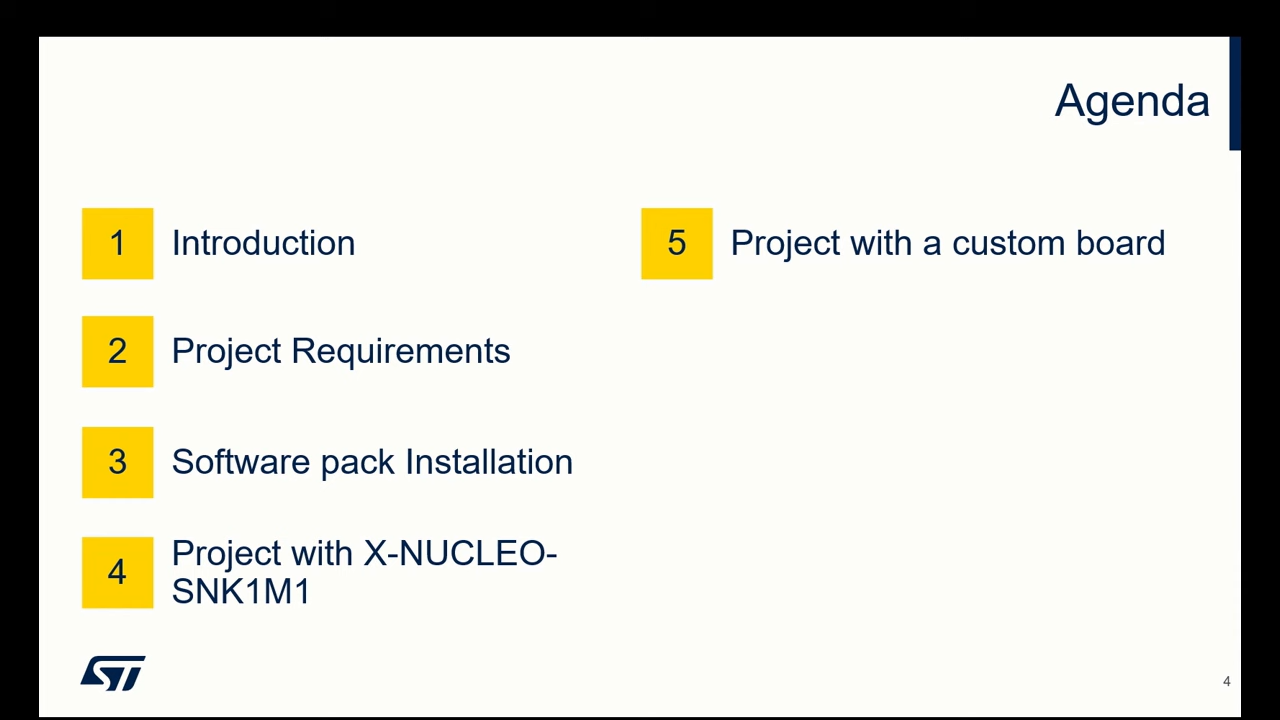 Agenda
1 Introduction
2 Project Requirements
3 Software pack Installation
4 Project with X-NUCLEO-
SNK1M1
5 Project with a custom board
ST
4